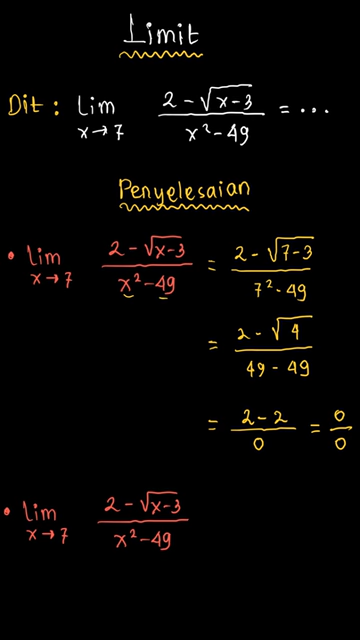 Limit
Dit : Lim x→7 (2 - √(x-3)) / (x² - 49) = ...
Penyelesaian
• lim x→7 (2 - √(x-3)) / (x² - 49) = (2 - √(7-3)) / (7² - 49)
= (2 - √4) / (49 - 49)
= (2 - 2) / 0 = 0/0
• lim x→7 (2 - √(x-3)) / (x² - 49)